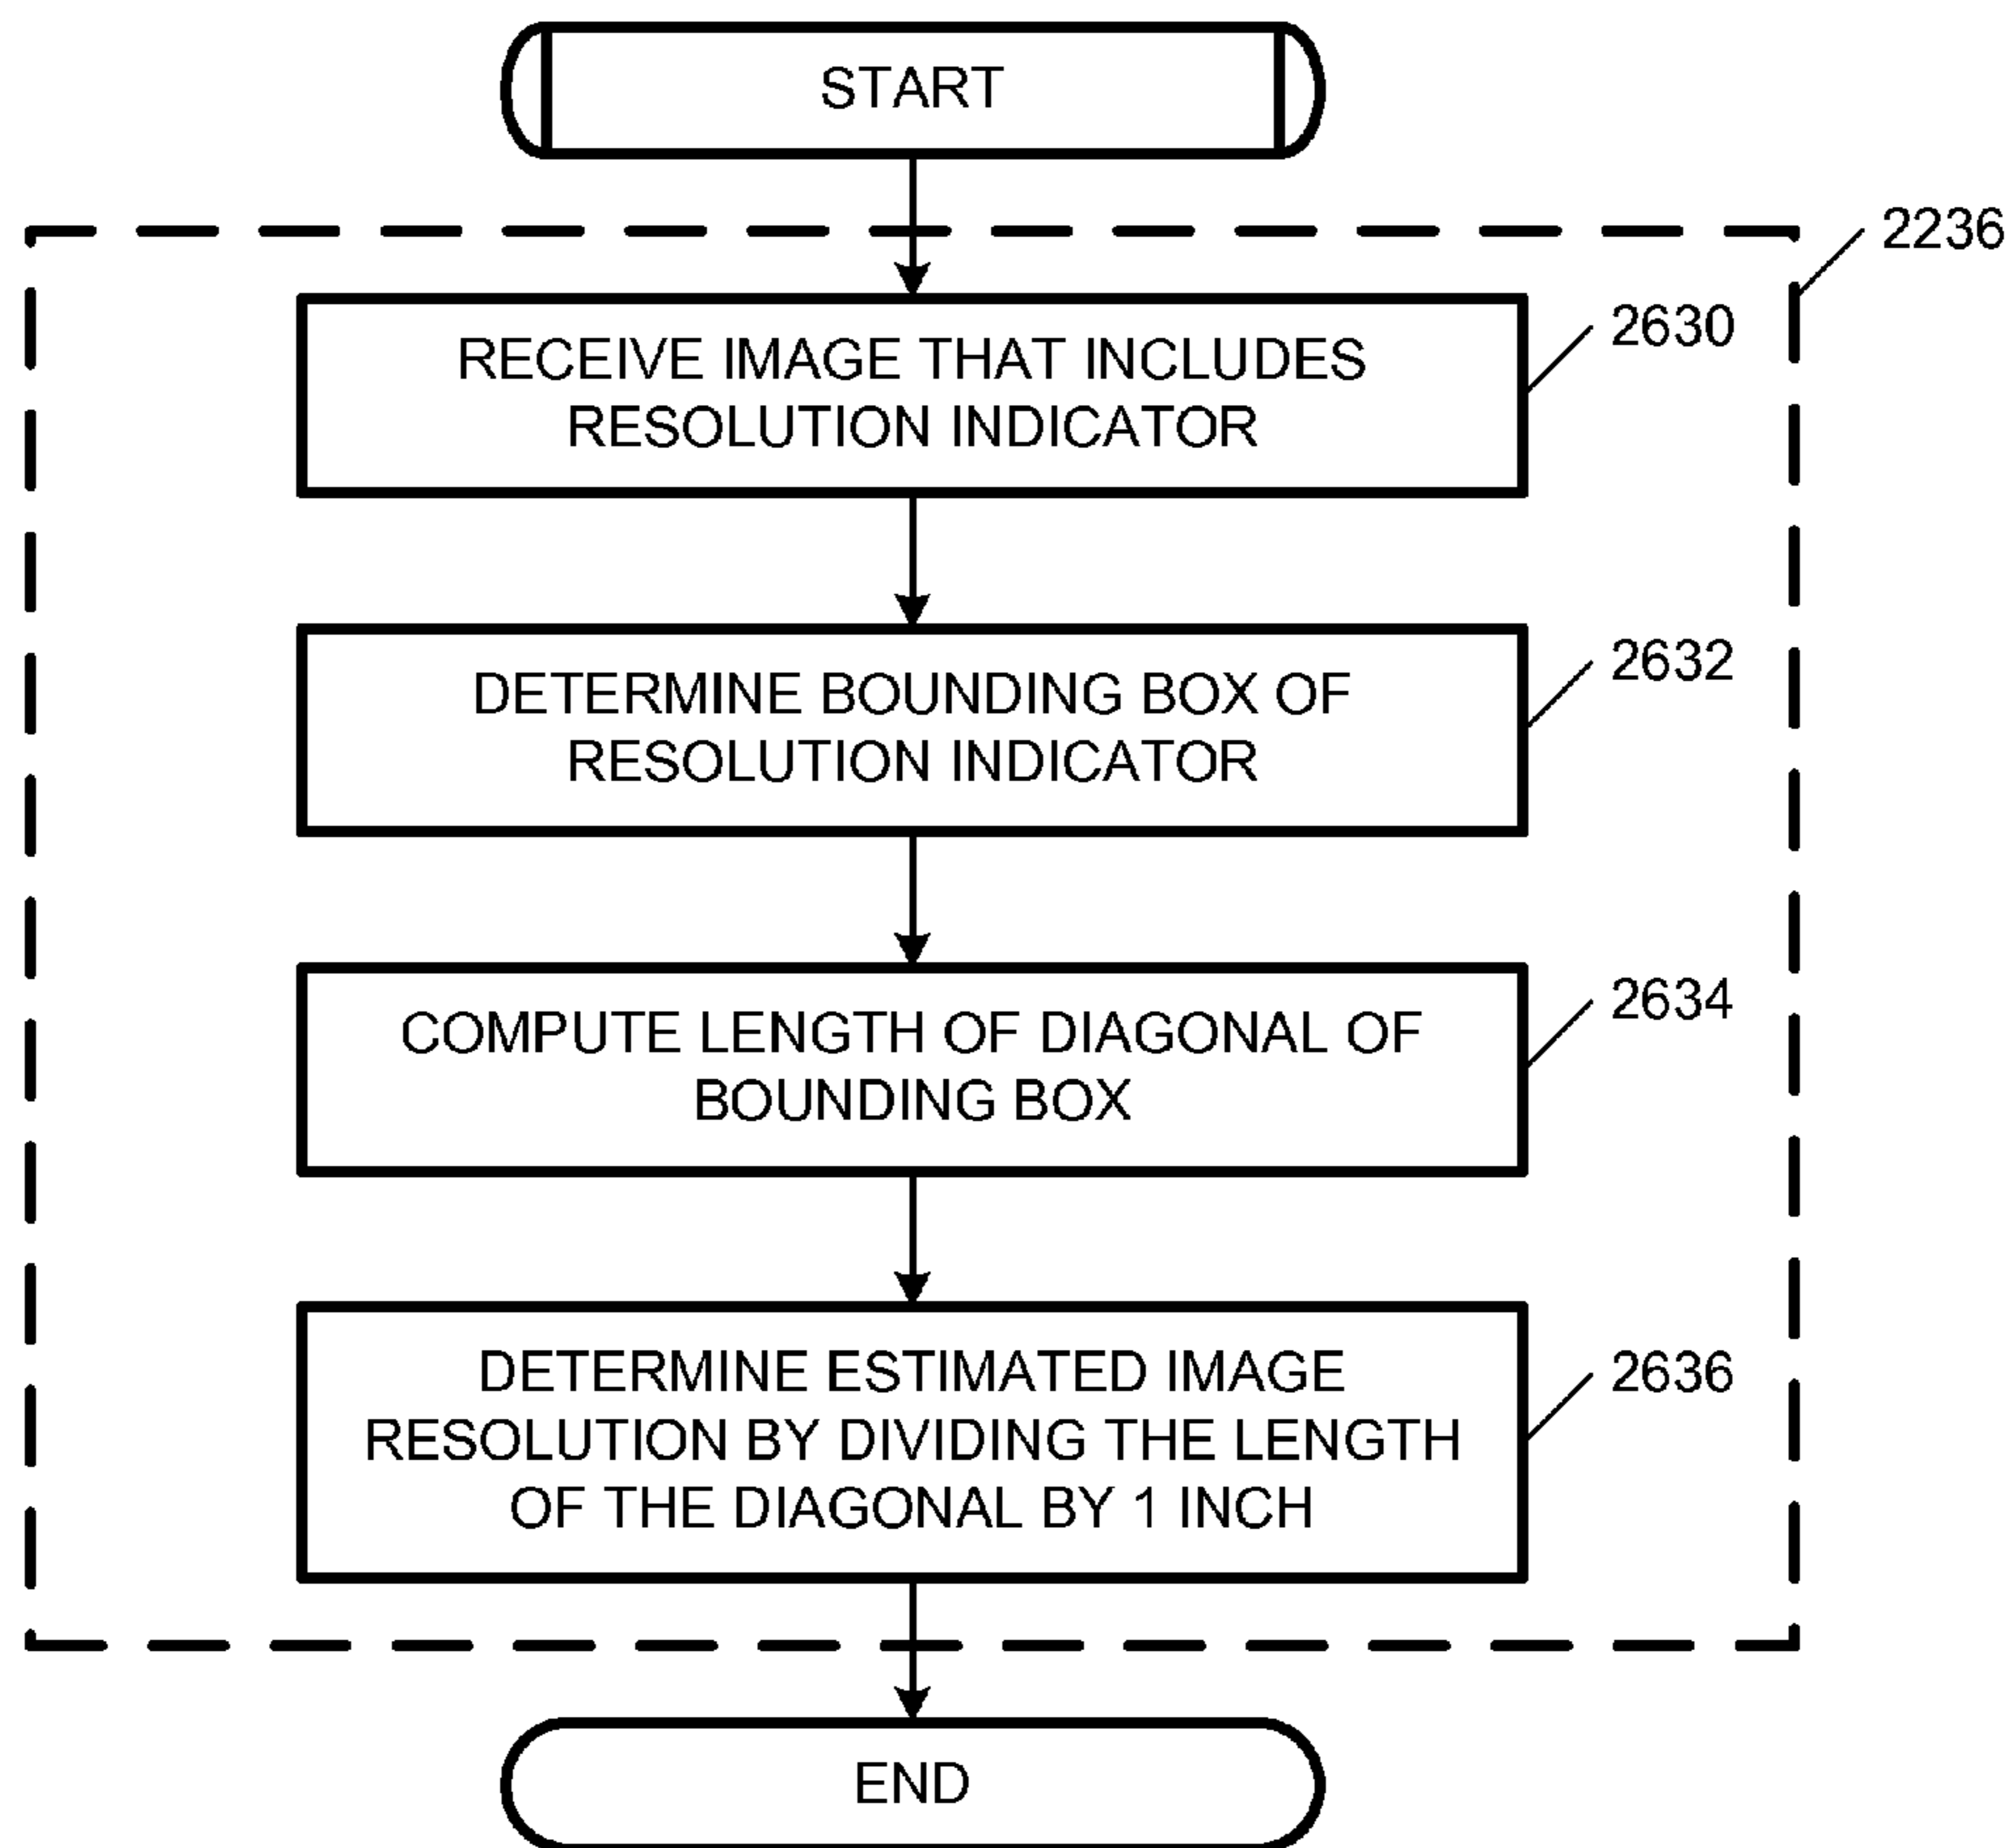 START
2236
RECEIVE IMAGE THAT INCLUDES
RESOLUTION INDICATOR
2630
DETERMINE BOUNDING BOX OF
RESOLUTION INDICATOR
2632
COMPUTE LENGTH OF DIAGONAL OF
BOUNDING BOX
2634
DETERMINE ESTIMATED IMAGE
RESOLUTION BY DIVIDING THE LENGTH
OF THE DIAGONAL BY 1 INCH
2636
END